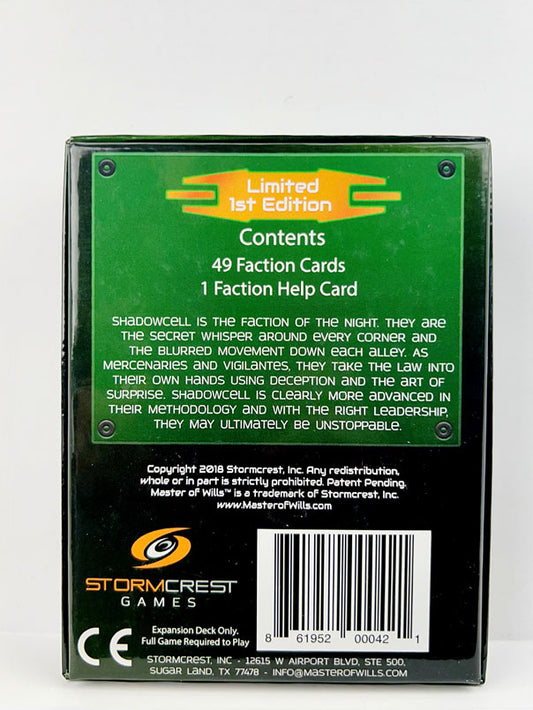 Limited
1st Edition
Contents
49 Faction Cards
1 Faction Help Card
SHADOWCELL IS THE FACTION OF THE NIGHT. THEY ARE
THE SECRET WHISPER AROUND EVERY CORNER AND
THE BLURRED MOVEMENT DOWN EACH ALLEY. AS
MERCENARIES AND VIGILANTES, THEY TAKE THE LAW INTO
THEIR OWN HANDS USING DECEPTION AND THE ART OF
SURPRISE. SHADOWCELL IS CLEARLY MORE ADVANCED IN
THEIR METHODOLOGY AND WITH THE RIGHT LEADERSHIP,
THEY MAY ULTIMATELY BE UNSTOPPABLE.
Copyright 2018 Stormcrest, Inc. Any redistribution,
whole or in part is strictly prohibited. Patent Pending.
Master of Wills™ is a trademark of Stormcrest, Inc.
www.MasterofWills.com
STORMCREST
GAMES
CE
Expansion Deck Only.
Full Game Required to Play
8 61952 00042 1
STORMCREST, INC - 12615 W AIRPORT BLVD, STE 500,
SUGAR LAND, TX 77478 - INFO@MASTEROFWILLS.COM